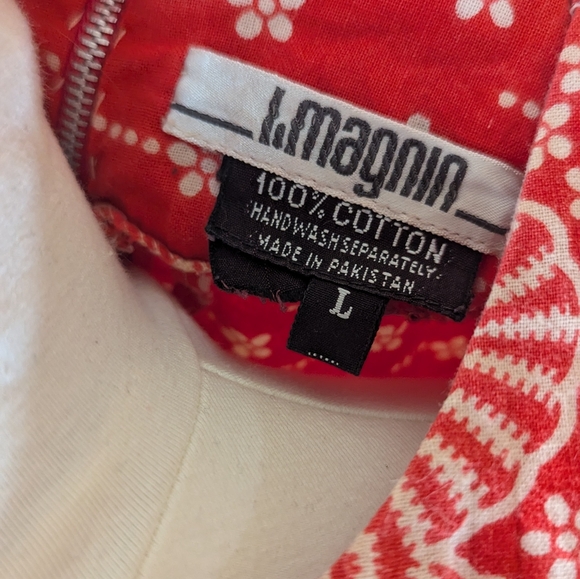 I.Magnin
100% COTTON
HAND WASH SEPARATELY
MADE IN PAKISTAN
L